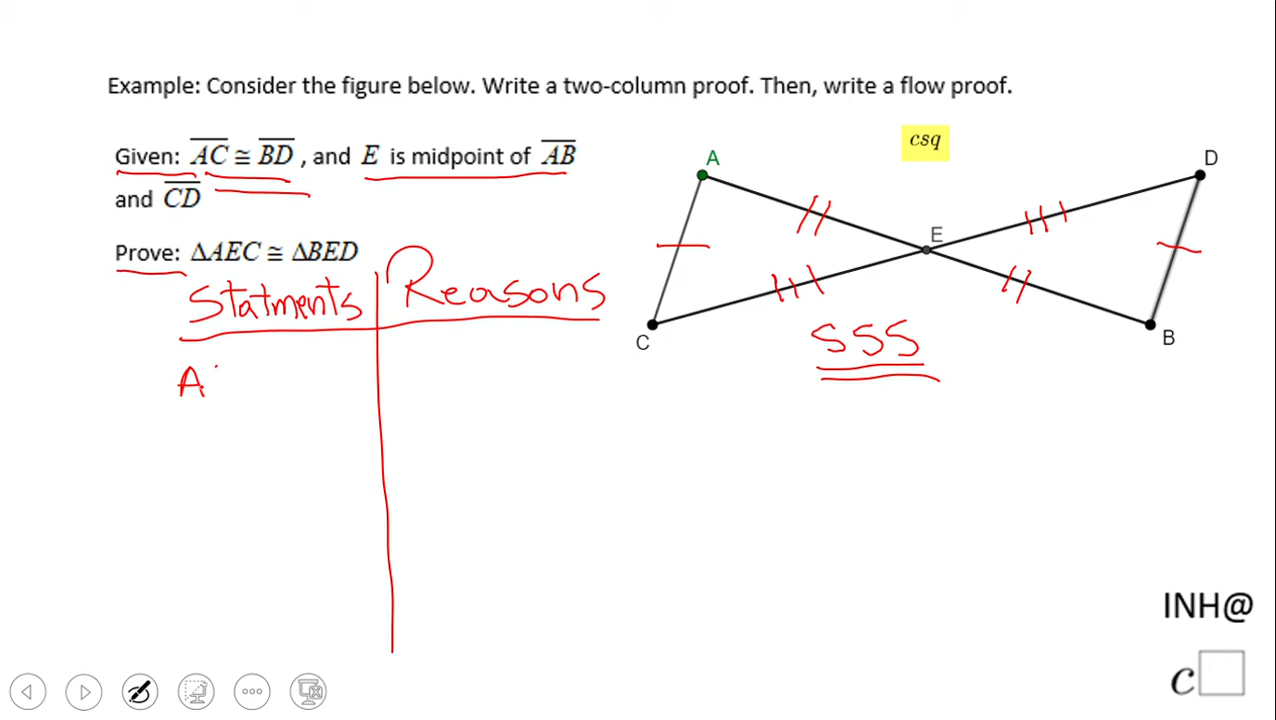 Example: Consider the figure below. Write a two-column proof. Then, write a flow proof.
csq
Given: AC ≅ BD , and E is midpoint of AB
and CD
Prove: ΔAEC ≅ ΔBED
Statments Reasons
A
A
D
E
C
B
SSS
INH@
c